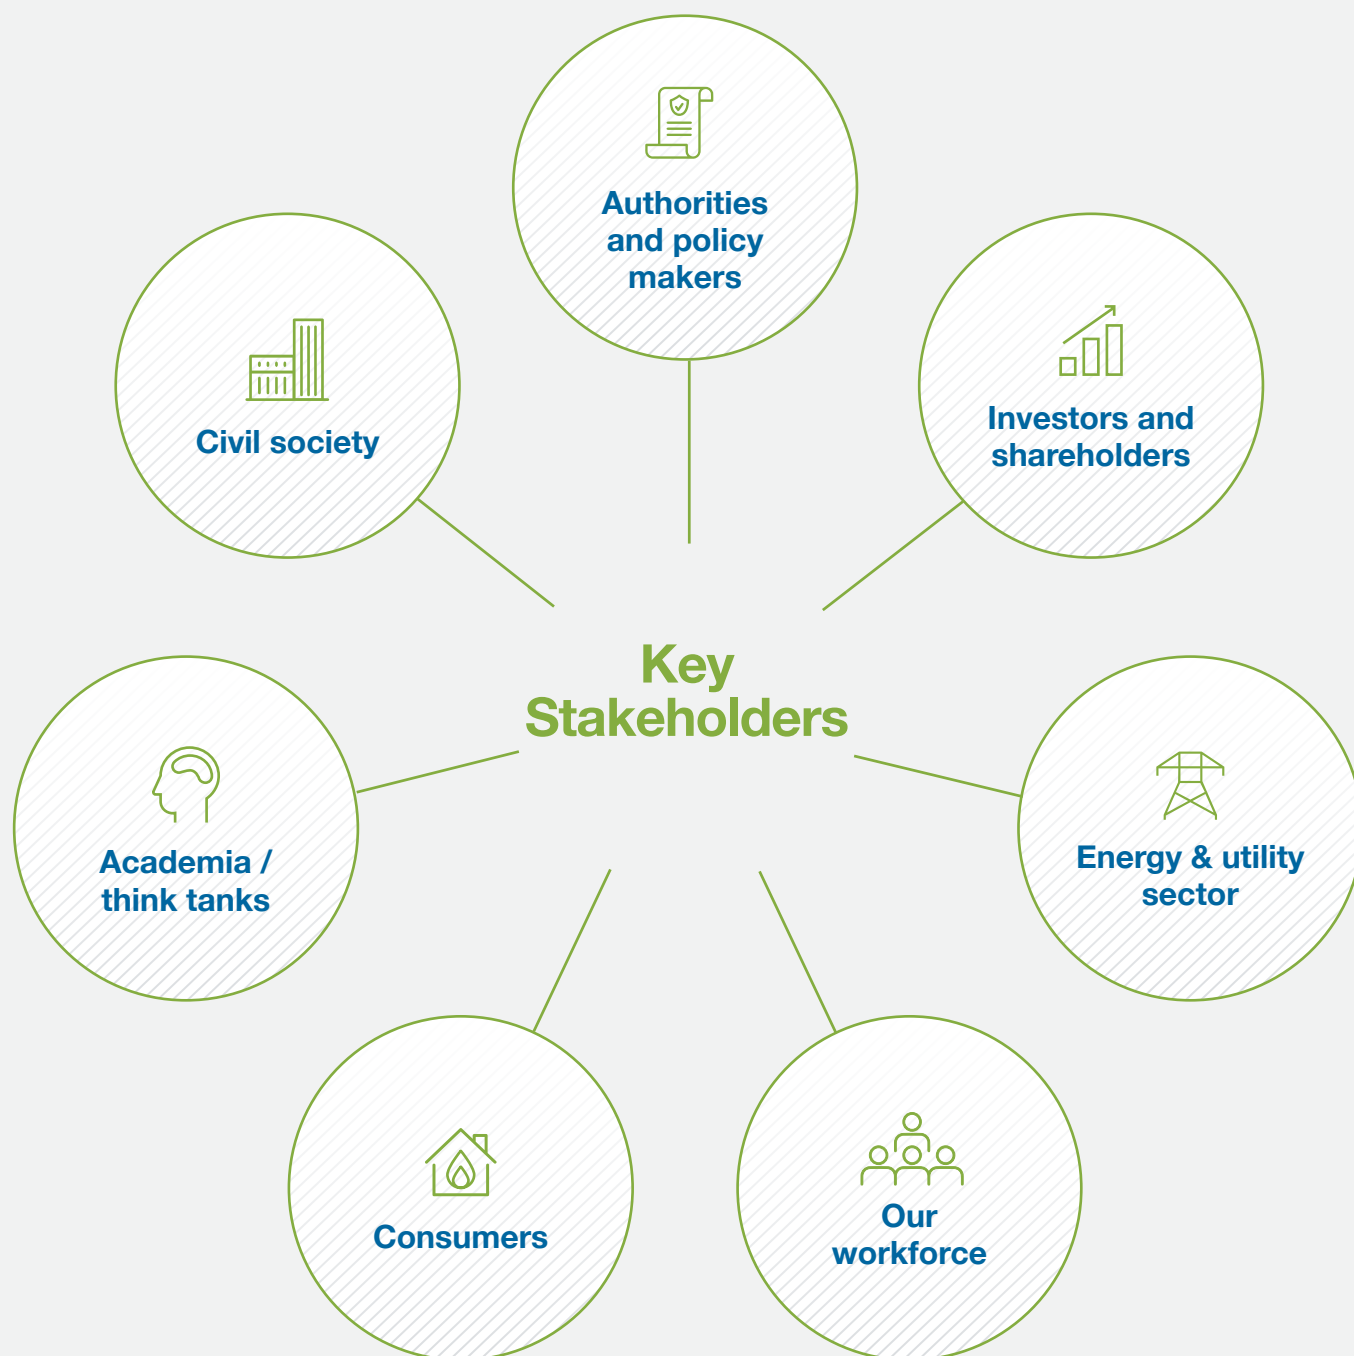 Authorities
and policy
makers
Civil society
Investors and
shareholders
Key
Stakeholders
Academia /
think tanks
Energy & utility
sector
Consumers
Our
workforce